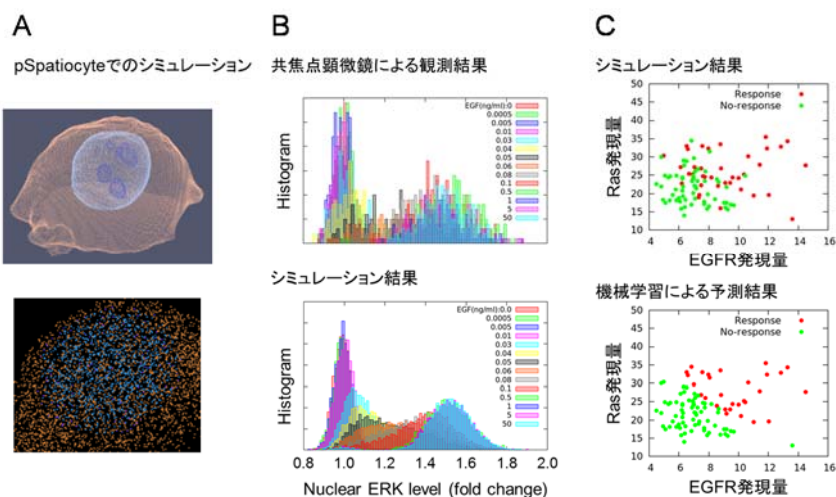 A
pSpatiocyteでのシミュレーション
B
共焦点顕微鏡による観測結果
Histogram
EGF(ng/ml):0
0.0005
0.005
0.01
0.03
0.04
0.05
0.06
0.08
0.1
0.5
1
5
50
シミュレーション結果
Histogram
EGF(ng/ml):0.0
0.0005
0.005
0.01
0.03
0.04
0.05
0.06
0.08
0.1
0.5
1
5
50
0.8 1.0 1.2 1.4 1.6 1.8 2.0
Nuclear ERK level (fold change)
C
シミュレーション結果
Ras発現量
50
45
40
35
30
25
20
15
10
5
Response
No-response
4 6 8 10 12 14 16
EGFR発現量
機械学習による予測結果
Ras発現量
50
45
40
35
30
25
20
15
10
5
Response
No-response
4 6 8 10 12 14 16
EGFR発現量